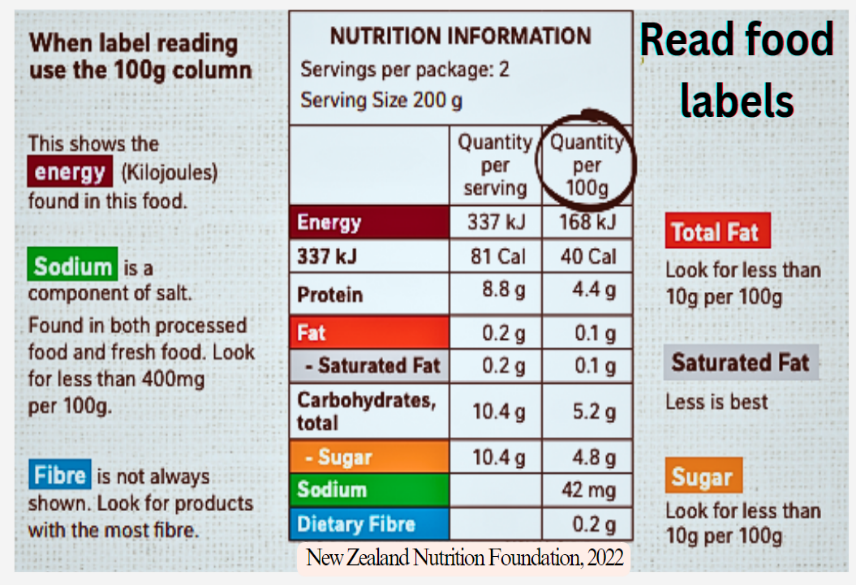 When label reading
use the 100g column
This shows the
energy (Kilojoules)
found in this food.
Sodium is a
component of salt.
Found in both processed
food and fresh food. Look
for less than 400mg
per 100g.
Fibre is not always
shown. Look for products
with the most fibre.
NUTRITION INFORMATION
Servings per package: 2
Serving Size 200 g
Quantity per serving Quantity per 100g
Energy 337 kJ 168 kJ
337 kJ 81 Cal 40 Cal
Protein 8.8 g 4.4 g
Fat 0.2 g 0.1 g
- Saturated Fat 0.2 g 0.1 g
Carbohydrates, total 10.4 g 5.2 g
- Sugar 10.4 g 4.8 g
Sodium 42 mg
Dietary Fibre 0.2 g
New Zealand Nutrition Foundation, 2022
Read food
labels
Total Fat
Look for less than
10g per 100g
Saturated Fat
Less is best
Sugar
Look for less than
10g per 100g